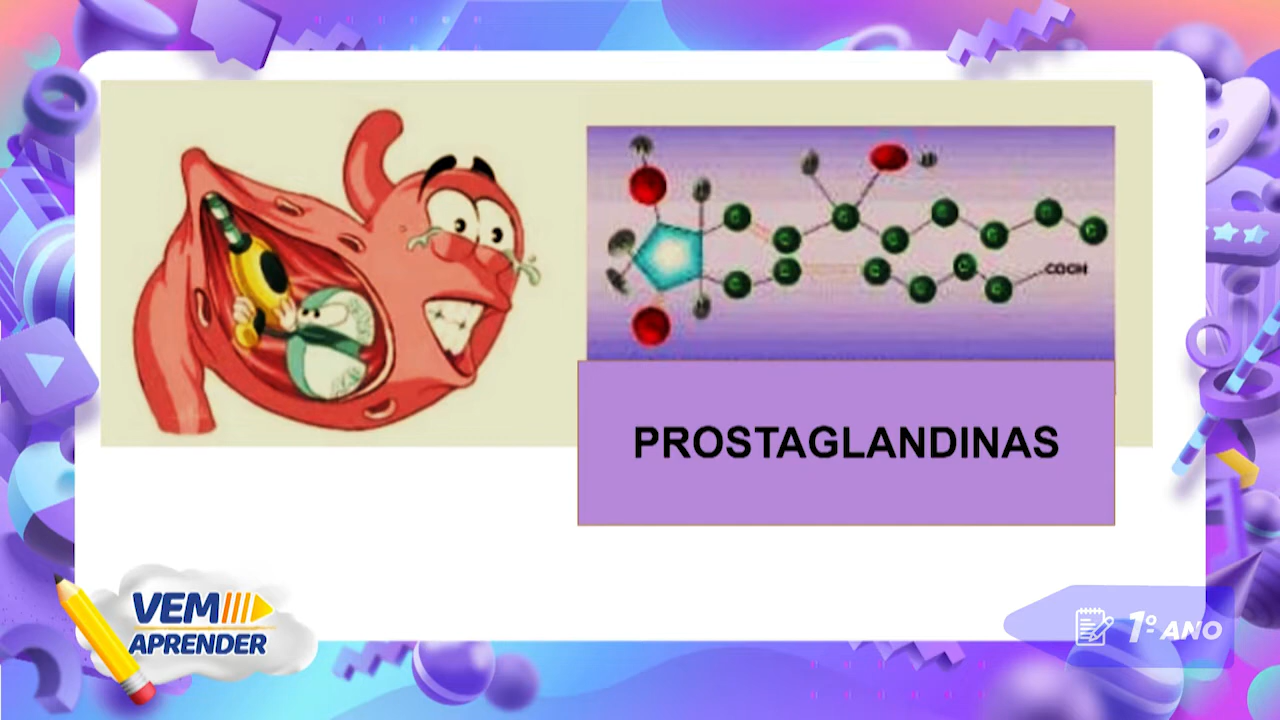 COOH
PROSTAGLANDINAS
VEM
APRENDER
1º ANO